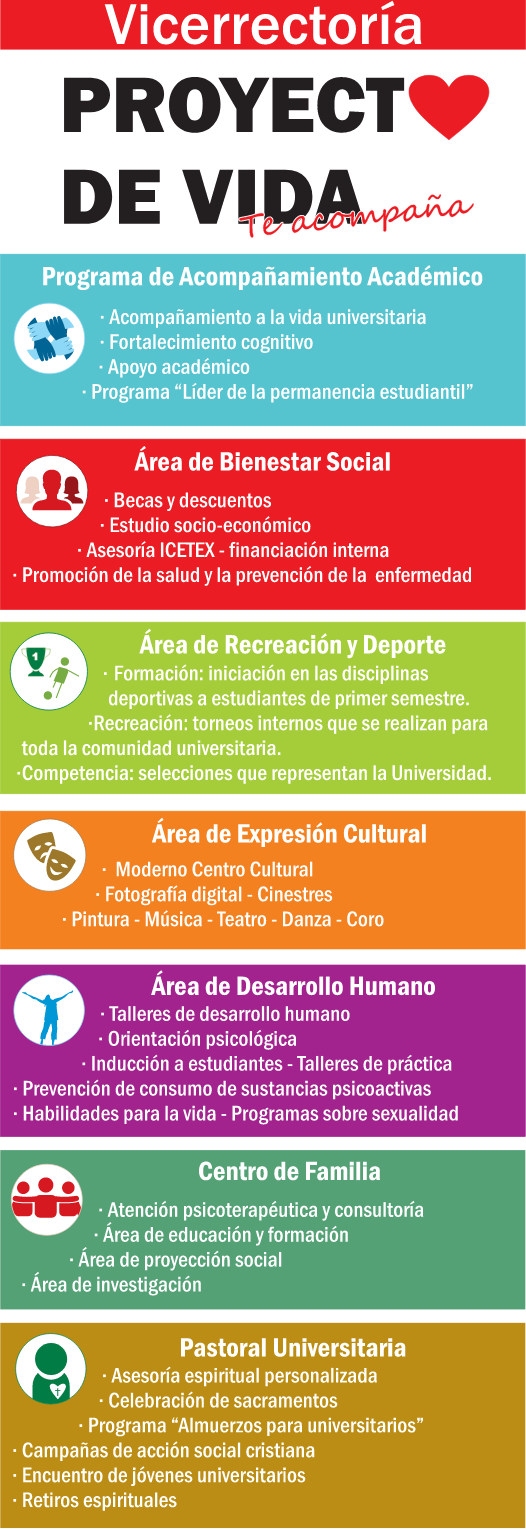 Vicerrectoría
PROYECT
DE VIDA
Te acompaña
Programa de Acompañamiento Académico
· Acompañamiento a la vida universitaria
· Fortalecimiento cognitivo
· Apoyo académico
· Programa “Líder de la permanencia estudiantil”
Área de Bienestar Social
· Becas y descuentos
· Estudio socio-económico
· Asesoría ICETEX - financiación interna
· Promoción de la salud y la prevención de la enfermedad
Área de Recreación y Deporte
1
· Formación: iniciación en las disciplinas
deportivas a estudiantes de primer semestre.
·Recreación: torneos internos que se realizan para
toda la comunidad universitaria.
·Competencia: selecciones que representan la Universidad.
Área de Expresión Cultural
· Moderno Centro Cultural
· Fotografía digital - Cinestres
· Pintura - Música - Teatro - Danza - Coro
Área de Desarrollo Humano
· Talleres de desarrollo humano
· Orientación psicológica
· Inducción a estudiantes - Talleres de práctica
· Prevención de consumo de sustancias psicoactivas
· Habilidades para la vida - Programas sobre sexualidad
Centro de Familia
· Atención psicoterapéutica y consultoría
· Área de educación y formación
· Área de proyección social
· Área de investigación
Pastoral Universitaria
· Asesoría espiritual personalizada
· Celebración de sacramentos
· Programa “Almuerzos para universitarios”
· Campañas de acción social cristiana
· Encuentro de jóvenes universitarios
· Retiros espirituales